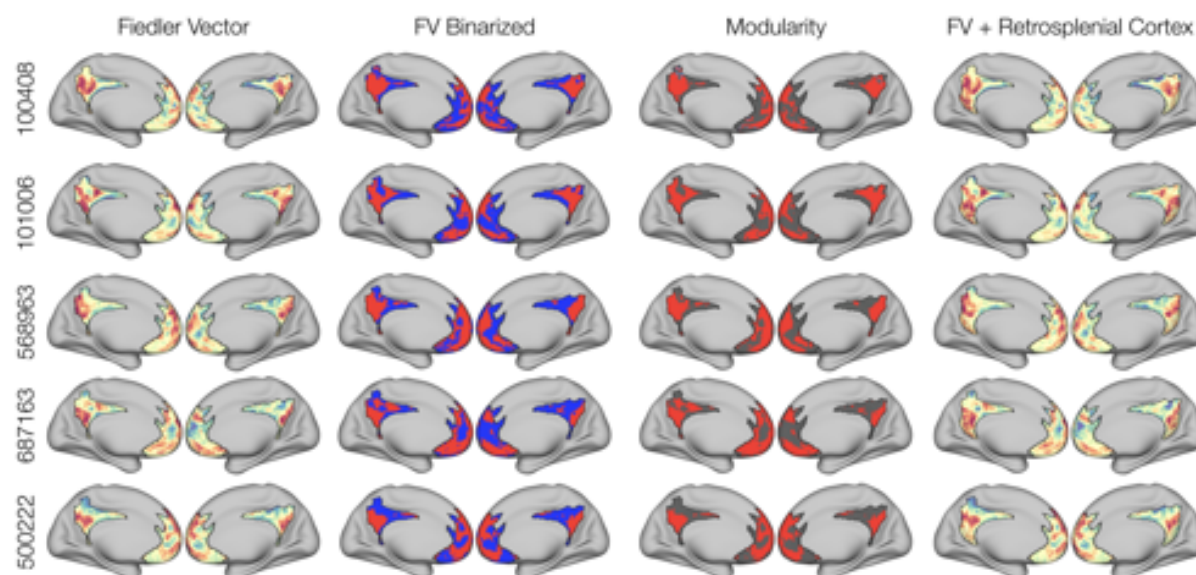 Fiedler Vector
FV Binarized
Modularity
FV + Retrosplenial Cortex
100408
101006
568963
687163
500222